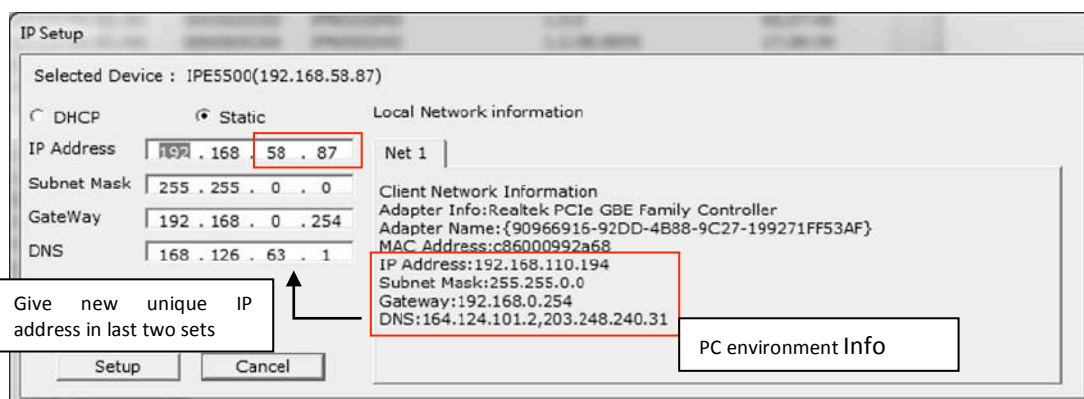 IP Setup
Selected Device : IPE5500(192.168.58.87)
DHCP Static
IP Address 192 . 168 . 58 . 87
Subnet Mask 255 . 255 . 0 . 0
GateWay 192 . 168 . 0 . 254
DNS 168 . 126 . 63 . 1
Give new unique IP
address in last two sets
Setup Cancel
Local Network information
Net 1
Client Network Information
Adapter Info:Realtek PCIe GBE Family Controller
Adapter Name:{90966916-92DD-4B88-9C27-199271FF53AF}
MAC Address:c86000992a68
IP Address:192.168.110.194
Subnet Mask:255.255.0.0
Gateway:192.168.0.254
DNS:164.124.101.2,203.248.240.31
PC environment Info